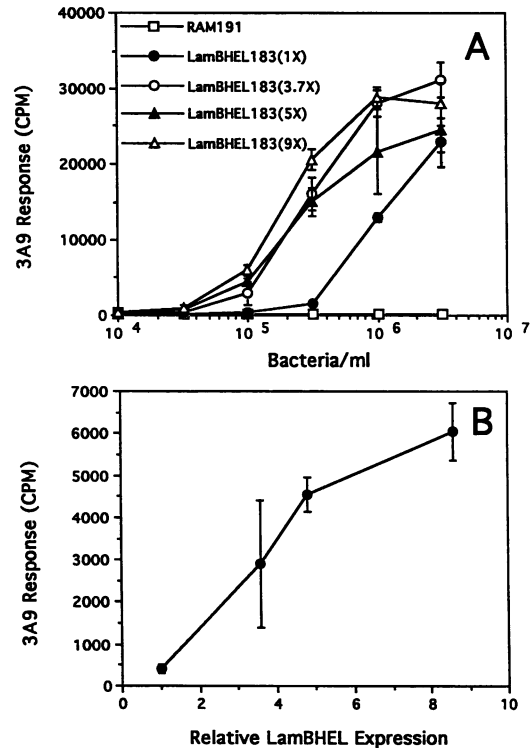 40000
30000
20000
10000
0
3A9 Response (CPM)
RAM191
LamBHEL183(1X)
LamBHEL183(3.7X)
LamBHEL183(5X)
LamBHEL183(9X)
A
10 4
10 5
10 6
10 7
Bacteria/ml
7000
6000
5000
4000
3000
2000
1000
0
3A9 Response (CPM)
B
0
2
4
6
8
10
Relative LamBHEL Expression